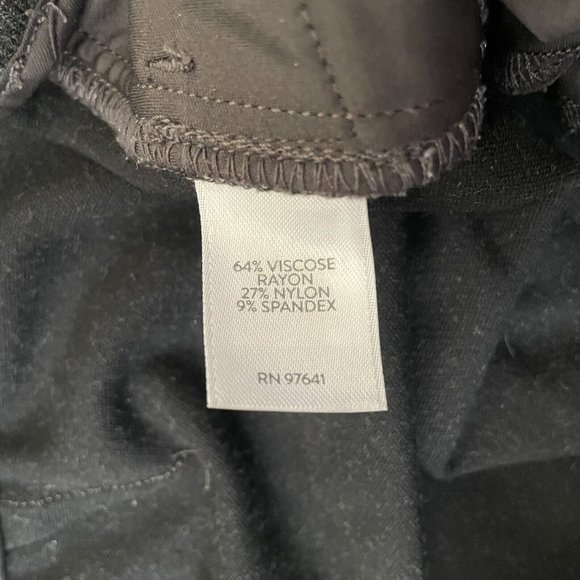 64% VISCOSE
RAYON
27% NYLON
9% SPANDEX
RN 97641